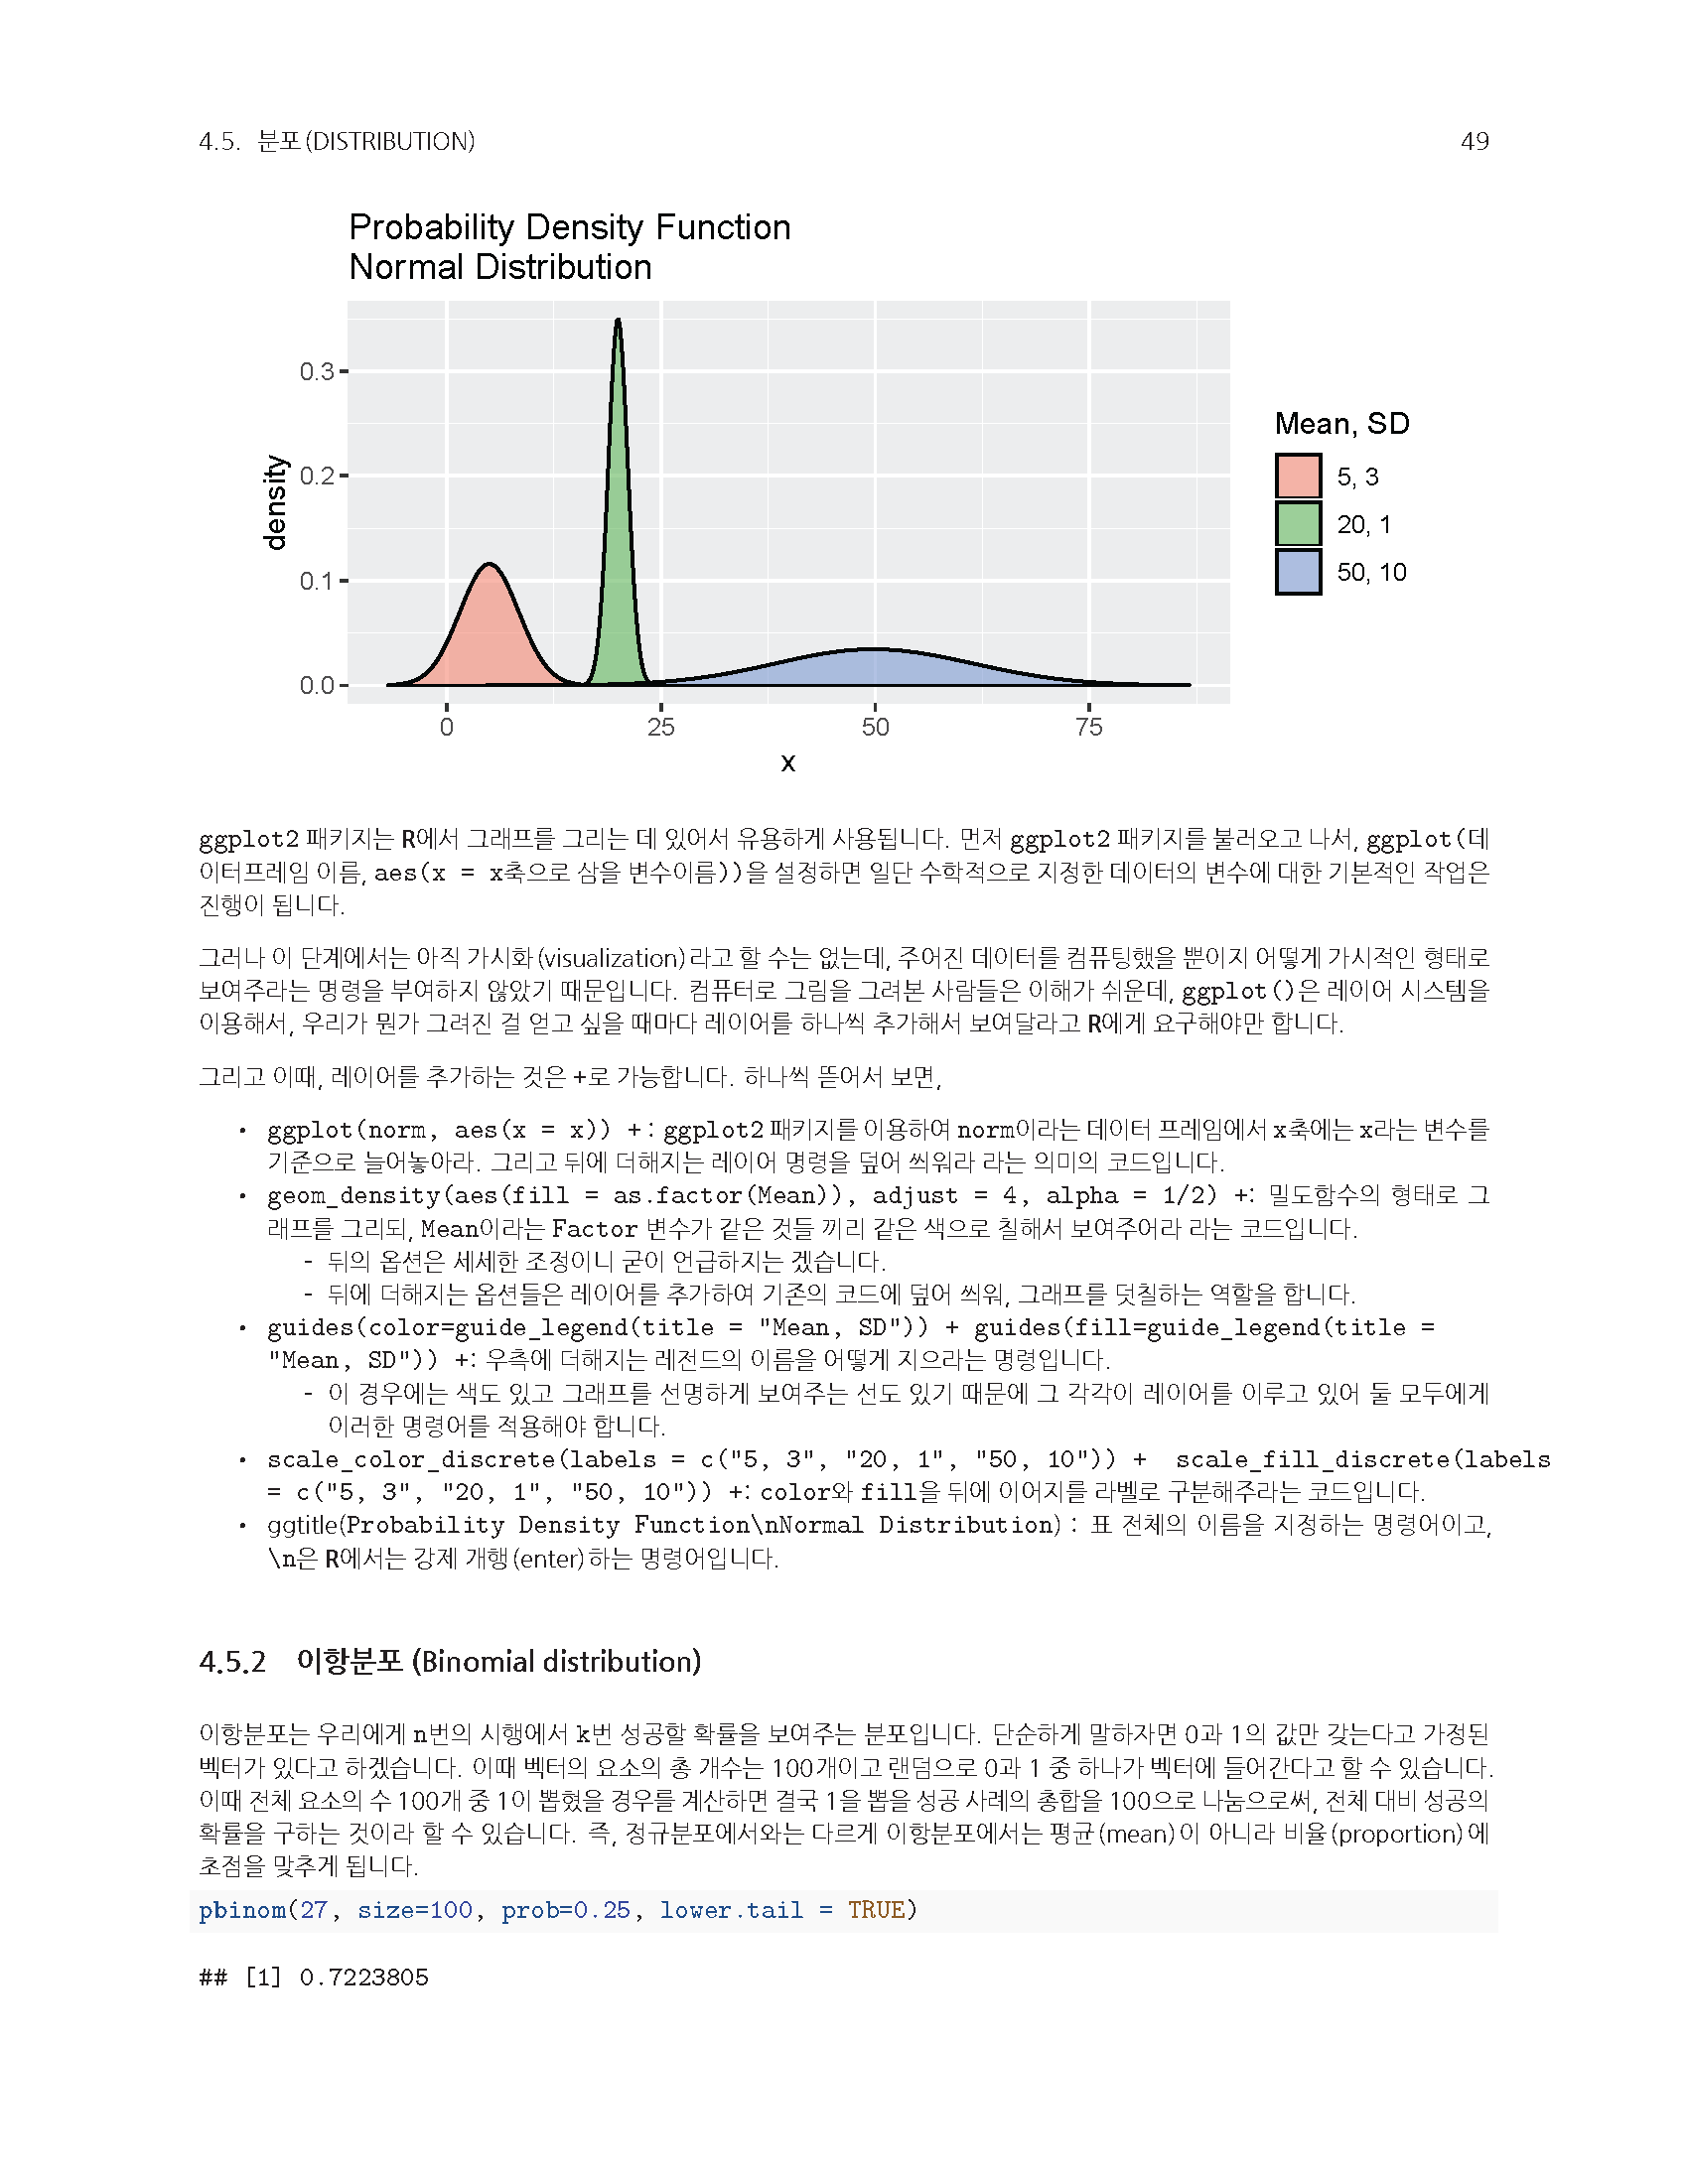 4.5. 분포(DISTRIBUTION) 49
Probability Density Function
Normal Distribution
0.3
0.2
0.1
0.0
density
0 25 50 75
x
Mean, SD
5, 3
20, 1
50, 10
ggplot2 패키지는 R에서 그래프를 그리는 데 있어서 유용하게 사용됩니다. 먼저 ggplot2 패키지를 불러오고 나서, ggplot(데
이터프레임 이름, aes(x = x축으로 삼을 변수이름))을 설정하면 일단 수학적으로 지정한 데이터의 변수에 대한 기본적인 작업은
진행이 됩니다.
그러나 이 단계에서는 아직 가시화(visualization)라고 할 수는 없는데, 주어진 데이터를 컴퓨팅했을 뿐이지 어떻게 가시적인 형태로
보여주라는 명령을 부여하지 않았기 때문입니다. 컴퓨터로 그림을 그려본 사람들은 이해가 쉬운데, ggplot()은 레이어 시스템을
이용해서, 우리가 뭔가 그려진 걸 얻고 싶을 때마다 레이어를 하나씩 추가해서 보여달라고 R에게 요구해야만 합니다.
그리고 이때, 레이어를 추가하는 것은 +로 가능합니다. 하나씩 뜯어서 보면,
• ggplot(norm, aes(x = x)) +: ggplot2 패키지를 이용하여 norm이라는 데이터 프레임에서 x축에는 x라는 변수를
기준으로 늘어놓아라. 그리고 뒤에 더해지는 레이어 명령을 덮어 씌워라 라는 의미의 코드입니다.
• geom_density(aes(fill = as.factor(Mean)), adjust = 4, alpha = 1/2) +: 밀도함수의 형태로 그
래프를 그리되, Mean이라는 Factor 변수가 같은 것들 끼리 같은 색으로 칠해서 보여주어라 라는 코드입니다.
- 뒤의 옵션은 세세한 조정이니 굳이 언급하지는 겠습니다.
- 뒤에 더해지는 옵션들은 레이어를 추가하여 기존의 코드에 덮어 씌워, 그래프를 덧칠하는 역할을 합니다.
• guides(color=guide_legend(title = "Mean, SD")) + guides(fill=guide_legend(title =
"Mean, SD")) +: 우측에 더해지는 레전드의 이름을 어떻게 지으라는 명령입니다.
- 이 경우에는 색도 있고 그래프를 선명하게 보여주는 선도 있기 때문에 그 각각이 레이어를 이루고 있어 둘 모두에게
이러한 명령어를 적용해야 합니다.
• scale_color_discrete(labels = c("5, 3", "20, 1", "50, 10")) + scale_fill_discrete(labels
= c("5, 3", "20, 1", "50, 10")) +: color와 fill을 뒤에 이어지를 라벨로 구분해주라는 코드입니다.
• ggtitle(Probability Density Function\nNormal Distribution) : 표 전체의 이름을 지정하는 명령어이고,
\n은 R에서는 강제 개행(enter)하는 명령어입니다.
4.5.2 이항분포 (Binomial distribution)
이항분포는 우리에게 n번의 시행에서 k번 성공할 확률을 보여주는 분포입니다. 단순하게 말하자면 0과 1의 값만 갖는다고 가정된
벡터가 있다고 하겠습니다. 이때 벡터의 요소의 총 개수는 100개이고 랜덤으로 0과 1 중 하나가 벡터에 들어간다고 할 수 있습니다.
이때 전체 요소의 수 100개 중 1이 뽑혔을 경우를 계산하면 결국 1을 뽑을 성공 사례의 총합을 100으로 나눔으로써, 전체 대비 성공의
확률을 구하는 것이라 할 수 있습니다. 즉, 정규분포에서와는 다르게 이항분포에서는 평균(mean)이 아니라 비율(proportion)에
초점을 맞추게 됩니다.
pbinom(27, size=100, prob=0.25, lower.tail = TRUE)
## [1] 0.7223805